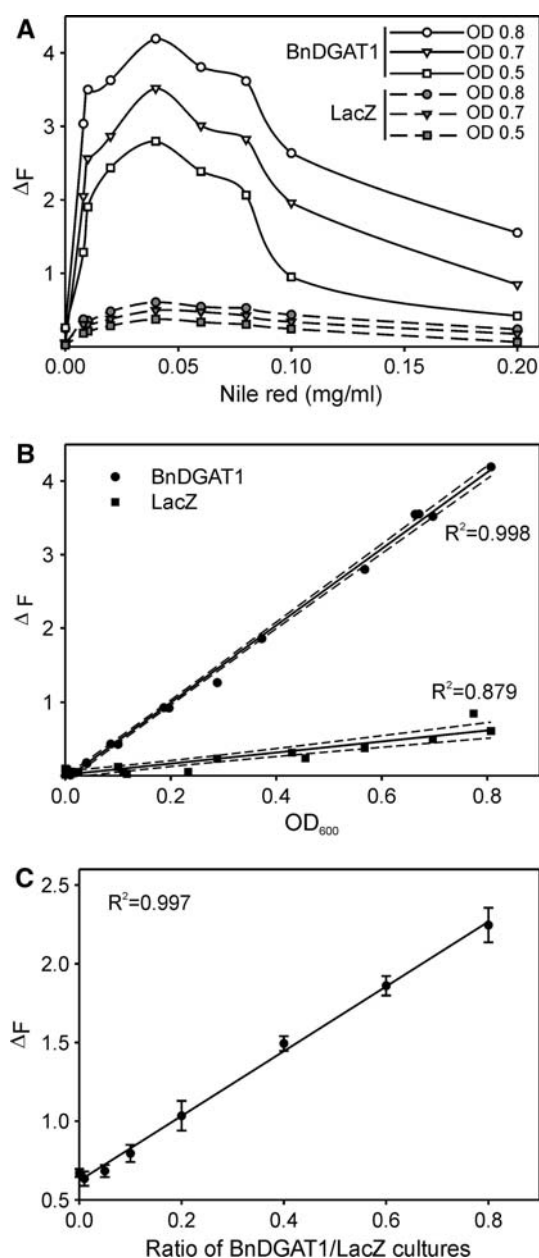 A
BnDGAT1
OD 0.8
OD 0.7
OD 0.5
LacZ
OD 0.8
OD 0.7
OD 0.5
4
3
2
1
ΔF
0.00 0.05 0.10 0.15 0.20
Nile red (mg/ml)
B
BnDGAT1
LacZ
R²=0.998
R²=0.879
4
3
2
1
Δ F
0.0 0.2 0.4 0.6 0.8
OD₆₀₀
C
R²=0.997
2.5
2.0
1.5
1.0
0.5
ΔF
0.0 0.2 0.4 0.6 0.8
Ratio of BnDGAT1/LacZ cultures